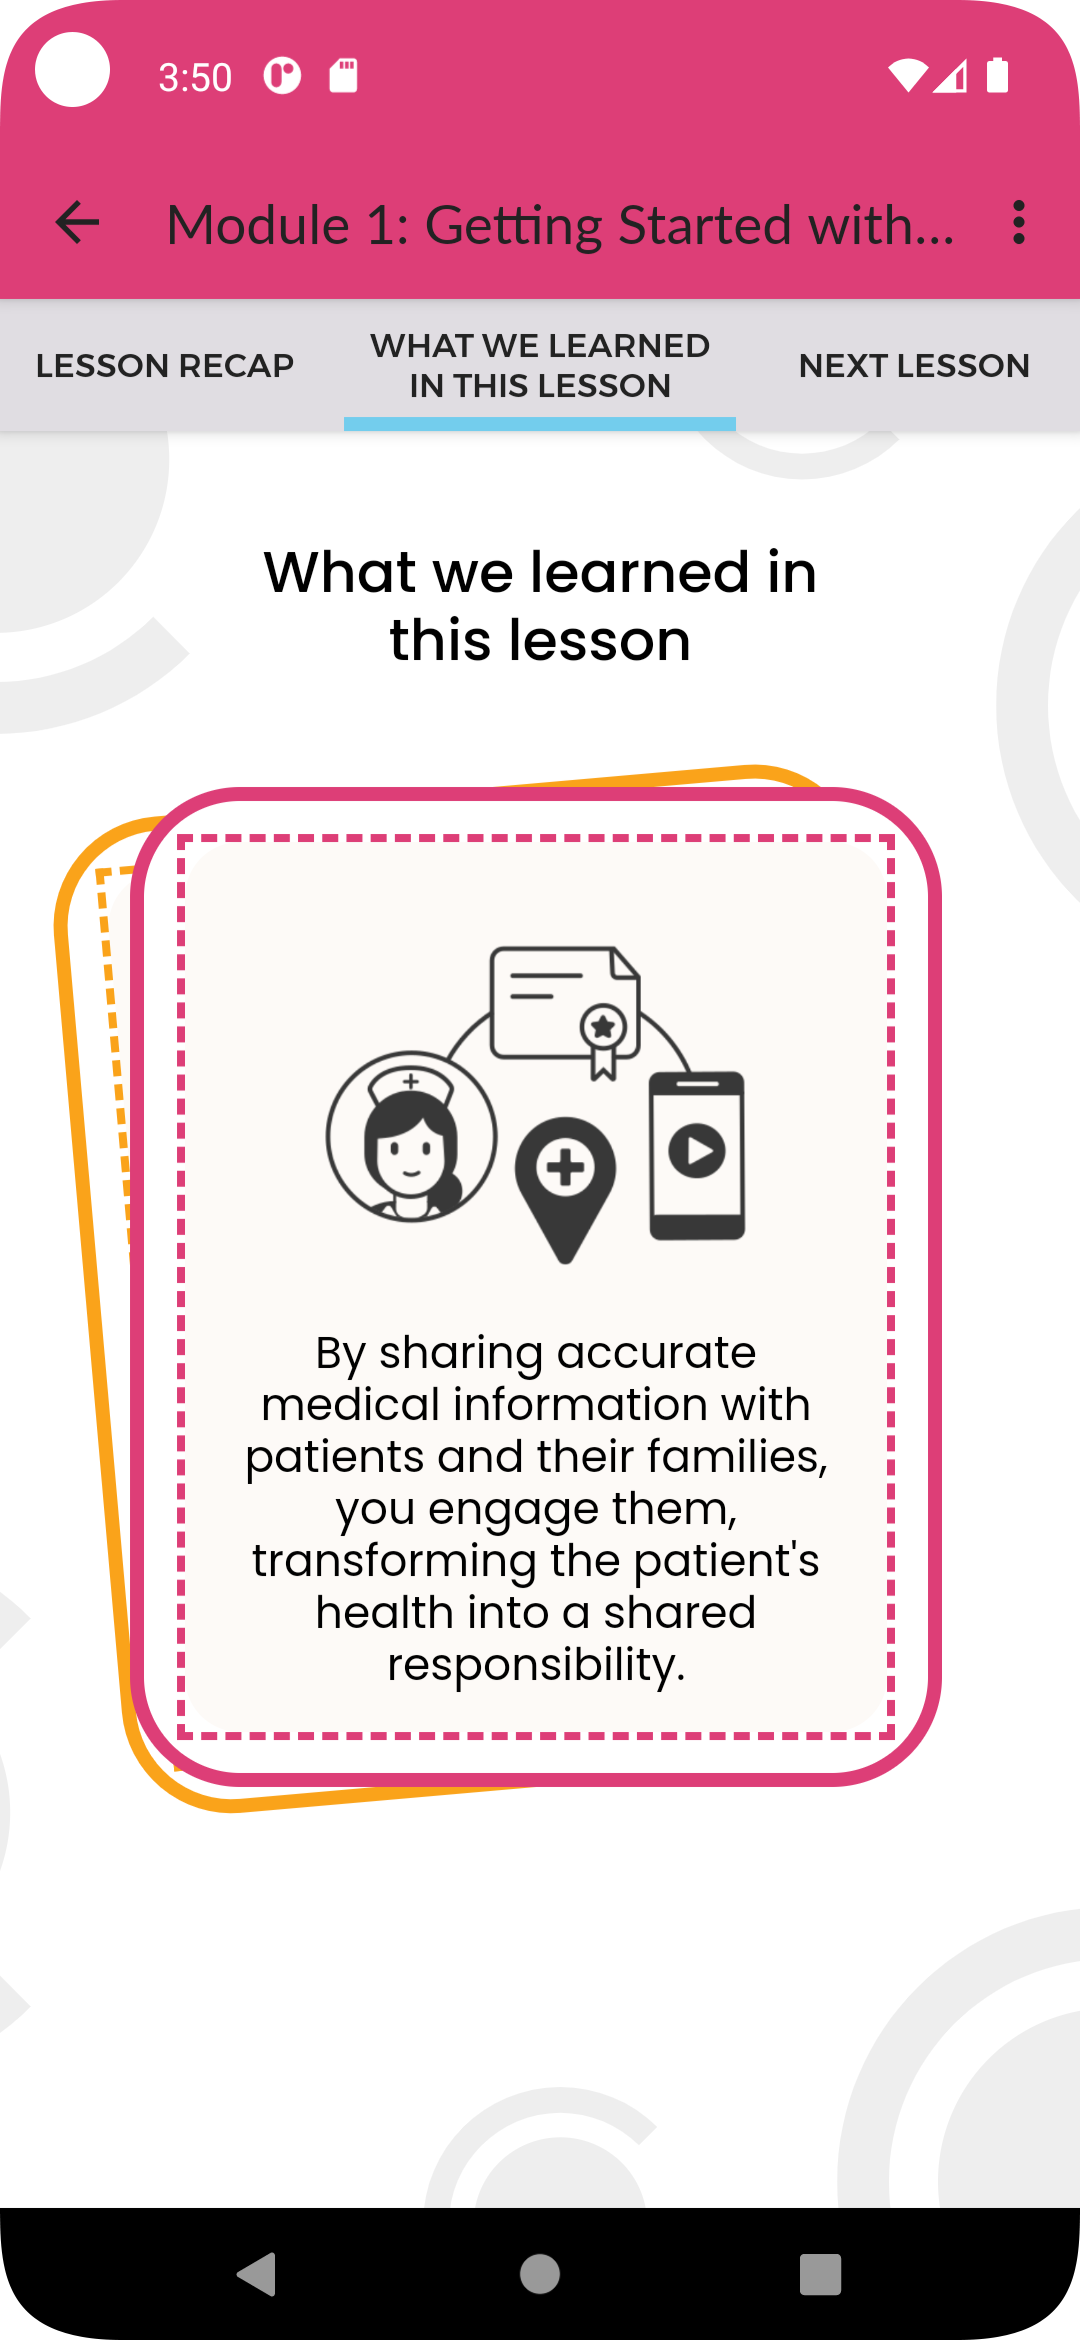 3:50
Module 1: Getting Started with...
LESSON RECAP
WHAT WE LEARNED
IN THIS LESSON
NEXT LESSON
What we learned in
this lesson
By sharing accurate
medical information with
patients and their families,
you engage them,
transforming the patient's
health into a shared
responsibility.